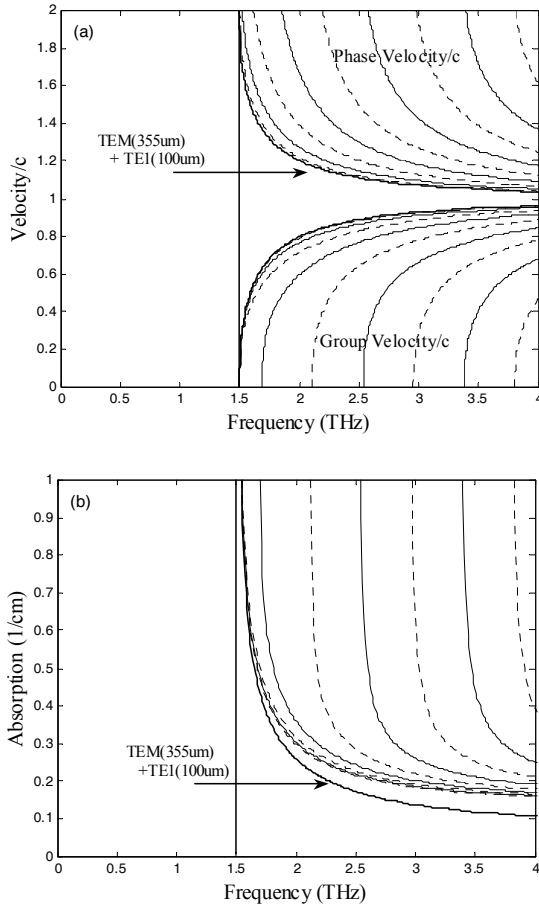 (a)
2
1.8
1.6
1.4
1.2
1
0.8
0.6
0.4
0.2
0
Velocity/c
Phase Velocity/c
TEM(355um)
+ TE1(100um)
Group Velocity/c
0 0.5 1 1.5 2 2.5 3 3.5 4
Frequency (THz)
(b)
1
0.9
0.8
0.7
0.6
0.5
0.4
0.3
0.2
0.1
0
Absorption (1/cm)
TEM(355um)
+TE1(100um)
0 0.5 1 1.5 2 2.5 3 3.5 4
Frequency (THz)